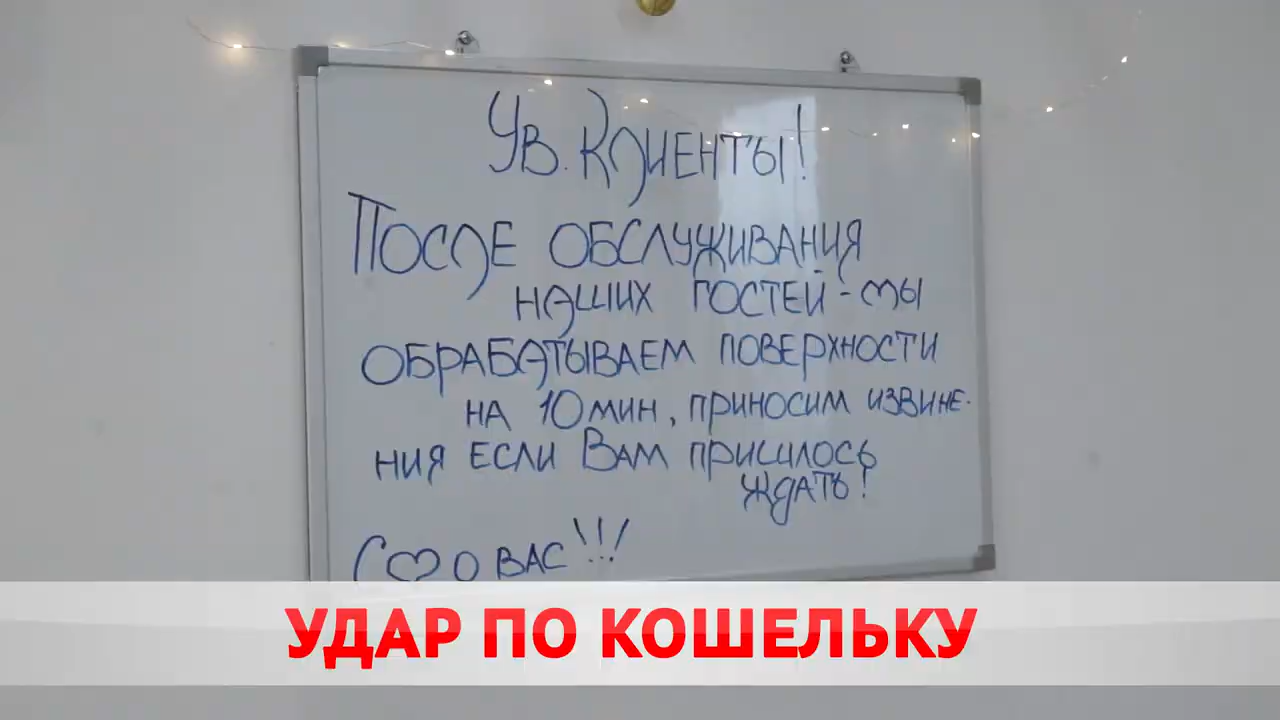 Ув. Клиенты!
После обслуживания
наших гостей - мы
обрабатываем поверхности
на 10 мин, приносим извине-
ния если Вам пришлось
ждать!
С ♡ о вас!!!
УДАР ПО КОШЕЛЬКУ